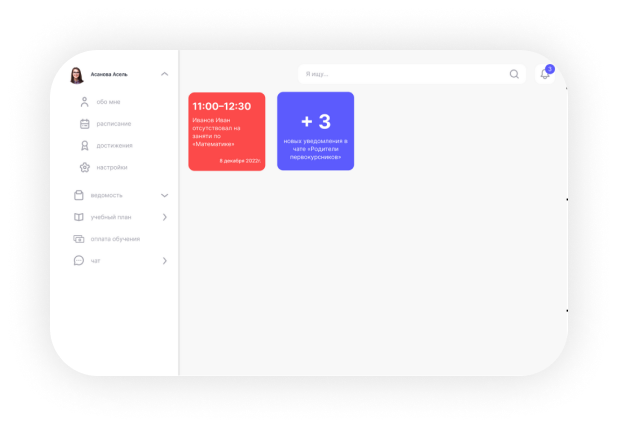 Асанова Асель
обо мне
расписание
достижения
настройки
ведомость
учебный план
оплата обучения
чат
Я ищу...
3
11:00–12:30
Иванов Иван
отсутствовал на
заняти по
«Математике»
6 декабря 2022г.
+ 3
новых уведомления в
чате «Родители
первокурсников»